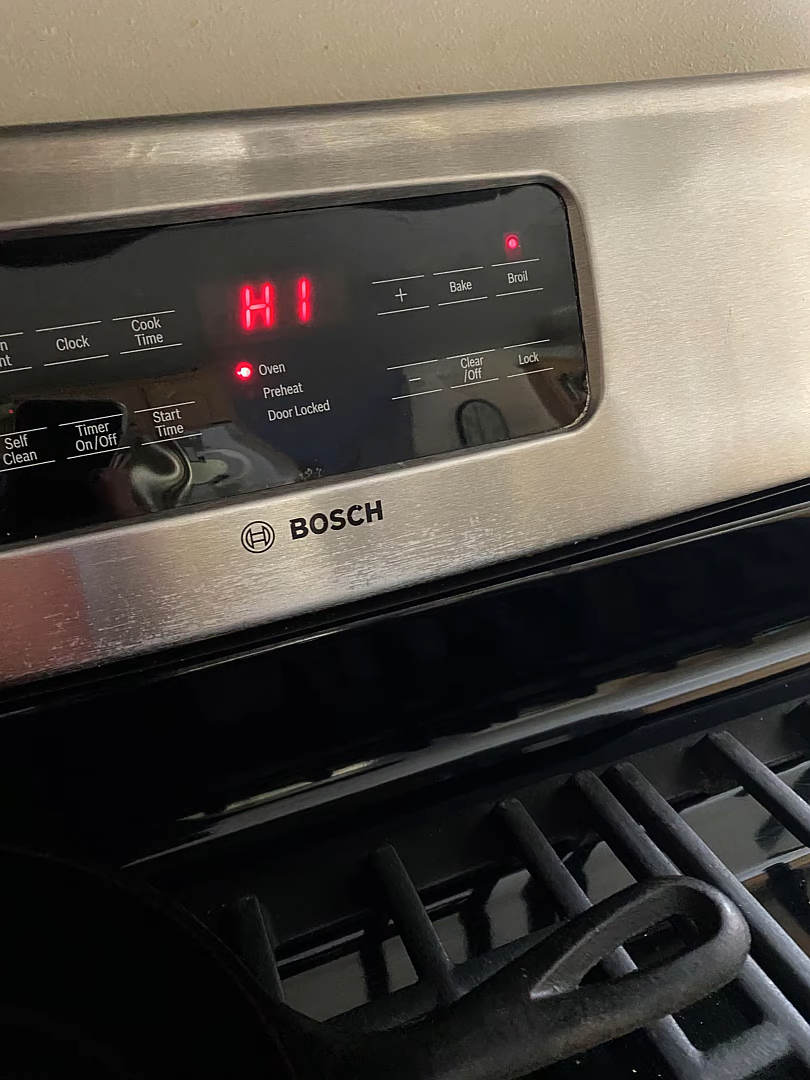 HI
+
Bake
Broil
Clock
Cook
Time
Oven
Preheat
Door Locked
-
Clear
/Off
Lock
Self
Clean
Timer
On/Off
Start
Time
BOSCH